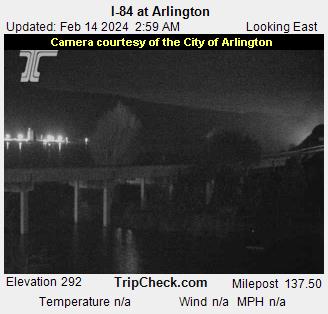 I-84 at Arlington
Updated: Feb 14 2024 2:59 AM Looking East
Camera courtesy of the City of Arlington
Elevation 292 TripCheck.com Milepost 137.50
Temperature n/a Wind n/a MPH n/a